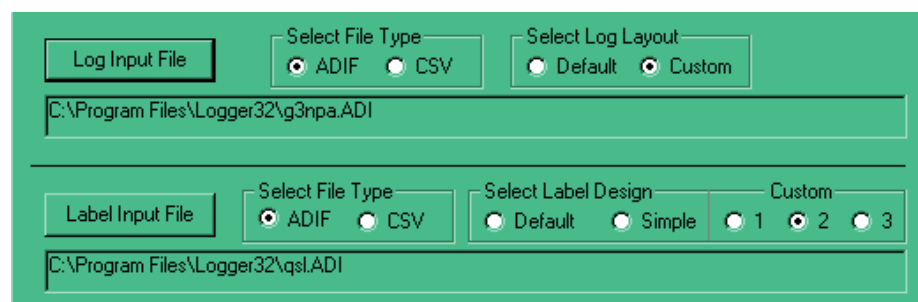 Select File Type Select Log Layout
Log Input File ADIF CSV Default Custom
C:\Program Files\Logger32\g3npa.ADI
Select File Type Select Label Design Custom
Label Input File ADIF CSV Default Simple 1 2 3
C:\Program Files\Logger32\qsl.ADI